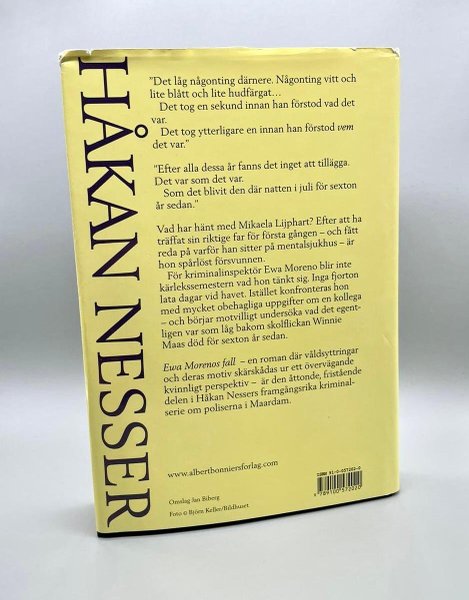 HÅKAN NESSER
"Det låg någonting därnere. Någonting vitt och
lite blått och lite hudfärgat…
Det tog en sekund innan han förstod vad det
var.
Det tog ytterligare en innan han förstod vem
det var."
"Efter alla dessa år fanns det inget att tillägga.
Det var som det var.
Som det blivit den där natten i juli för sexton
år sedan."
Vad har hänt med Mikaela Lijphart? Efter att ha
träffat sin riktige far för första gången – och fått
reda på varför han sitter på mentalsjukhus – är
hon spårlöst försvunnen.
För kriminalinspektör Ewa Moreno blir inte
kärlekssemestern vad hon tänkt sig. Inga fjorton
lata dagar vid havet. Istället konfronteras hon
med mycket obehagliga uppgifter om en kollega
– och börjar motvilligt undersöka vad det egent-
ligen var som låg bakom skolflickan Winnie
Maas död för sexton år sedan.
Ewa Morenos fall – en roman där våldsyttringar
och deras motiv skärskådas ur ett övervägande
kvinnligt perspektiv – är den åttonde, fristående
delen i Håkan Nessers framgångsrika kriminal-
serie om poliserna i Maardam.
www.albertbonniersforlag.com
ISBN 91-0-057202-0
9789100572020
Omslag Jan Biberg
Foto © Björn Keller/Bildhuset